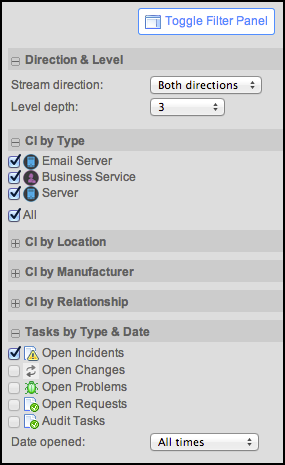 Toggle Filter Panel
Direction & Level
Stream direction: Both directions
Level depth: 3
CI by Type
Email Server
Business Service
Server
All
CI by Location
CI by Manufacturer
CI by Relationship
Tasks by Type & Date
Open Incidents
Open Changes
Open Problems
Open Requests
Audit Tasks
Date opened: All times